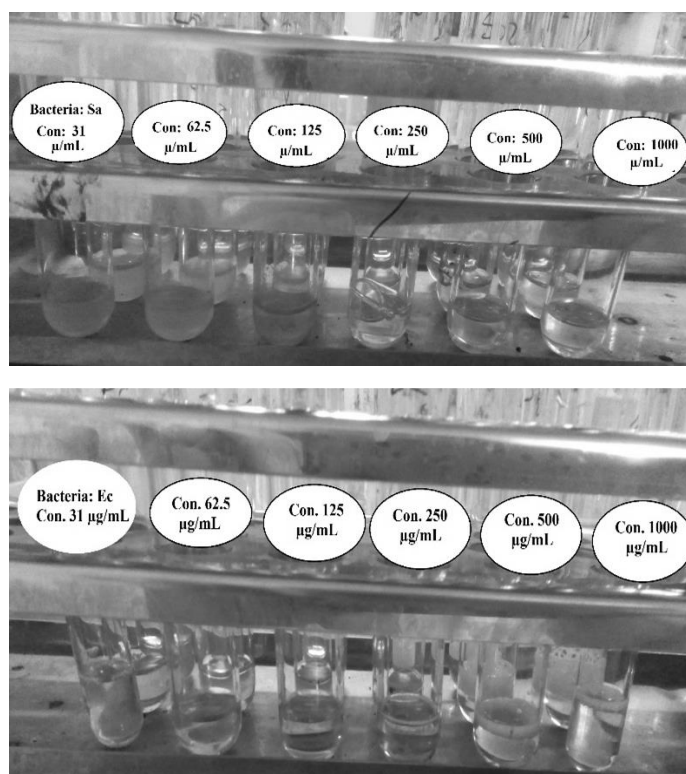 Bacteria: Sa
Con: 31
µ/mL
Con: 62.5
µ/mL
Con: 125
µ/mL
Con: 250
µ/mL
Con: 500
µ/mL
Con: 1000
µ/mL
Bacteria: Ec
Con. 31 µg/mL
Con. 62.5
µg/mL
Con. 125
µg/mL
Con. 250
µg/mL
Con. 500
µg/mL
Con. 1000
µg/mL